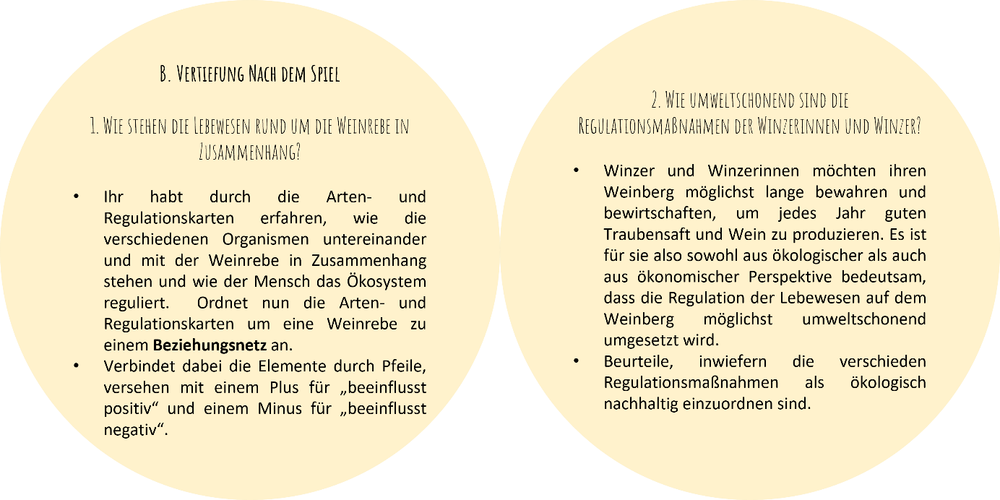 B. Vertiefung Nach dem Spiel
1. Wie stehen die Lebewesen rund um die Weinrebe in
Zusammenhang?
• Ihr habt durch die Arten- und
Regulationskarten erfahren, wie die
verschiedenen Organismen untereinander
und mit der Weinrebe in Zusammenhang
stehen und wie der Mensch das Ökosystem
reguliert. Ordnet nun die Arten- und
Regulationskarten um eine Weinrebe zu
einem Beziehungsnetz an.
• Verbindet dabei die Elemente durch Pfeile,
versehen mit einem Plus für „beeinflusst
positiv“ und einem Minus für „beeinflusst
negativ“.
2. Wie umweltschonend sind die
Regulationsmaßnahmen der Winzerinnen und Winzer?
• Winzer und Winzerinnen möchten ihren
Weinberg möglichst lange bewahren und
bewirtschaften, um jedes Jahr guten
Traubensaft und Wein zu produzieren. Es ist
für sie also sowohl aus ökologischer als auch
aus ökonomischer Perspektive bedeutsam,
dass die Regulation der Lebewesen auf dem
Weinberg möglichst umweltschonend
umgesetzt wird.
• Beurteile, inwiefern die verschieden
Regulationsmaßnahmen als ökologisch
nachhaltig einzuordnen sind.